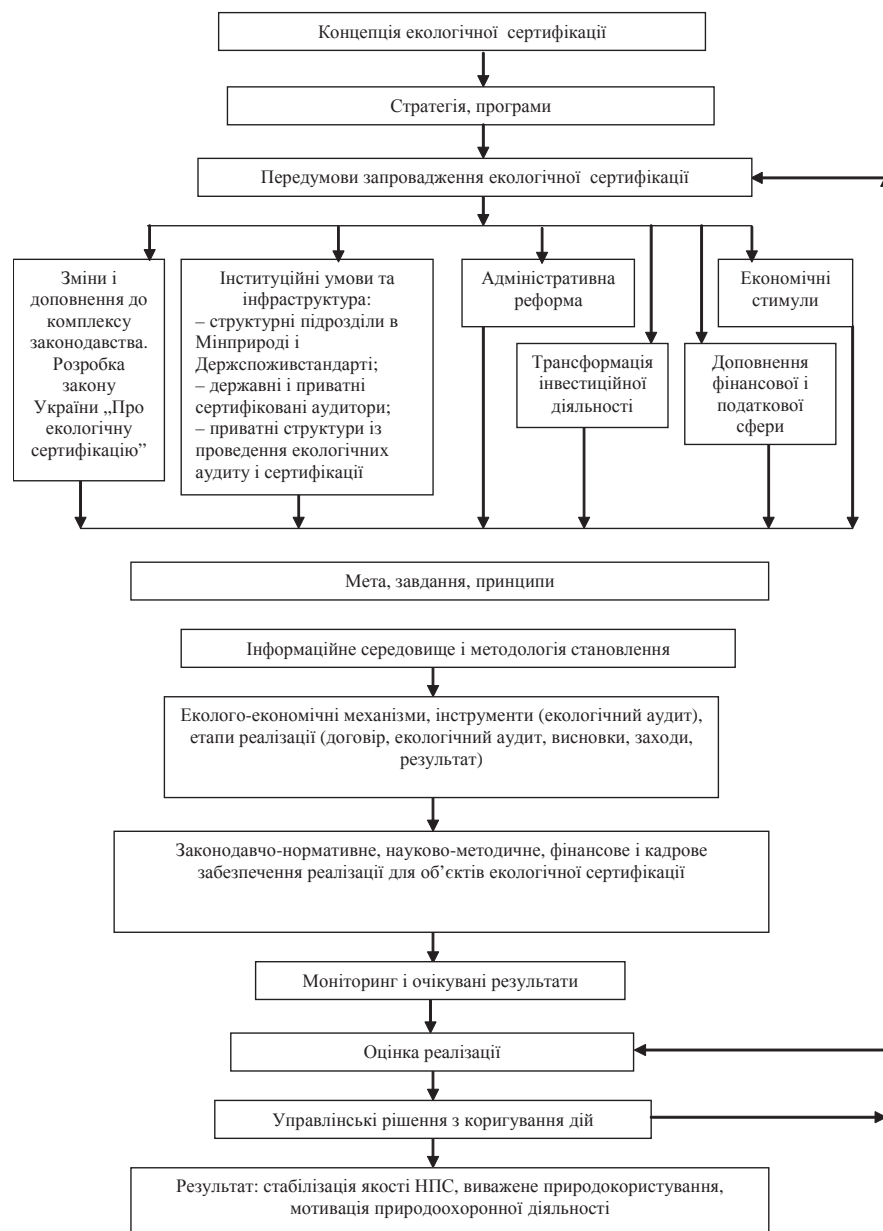 Концепція екологічної сертифікації
Стратегія, програми
Передумови запровадження екологічної сертифікації
Зміни і
доповнення до
комплексу
законодавства.
Розробка
закону
України „Про
екологічну
сертифікацію”
Інституційні умови та
інфраструктура:
– структурні підрозділи в
Мінприроді і
Держспоживстандарті;
– державні і приватні
сертифіковані аудитори;
– приватні структури із
проведення екологічних
аудиту і сертифікації
Адміністративна
реформа
Трансформація
інвестиційної
діяльності
Доповнення
фінансової і
податкової
сфери
Економічні
стимули
Мета, завдання, принципи
Інформаційне середовище і методологія становлення
Еколого-економічні механізми, інструменти (екологічний аудит),
етапи реалізації (договір, екологічний аудит, висновки, заходи,
результат)
Законодавчо-нормативне, науково-методичне, фінансове і кадрове
забезпечення реалізації для об’єктів екологічної сертифікації
Моніторинг і очікувані результати
Оцінка реалізації
Управлінські рішення з коригування дій
Результат: стабілізація якості НПС, виважене природокористування,
мотивація природоохоронної діяльності